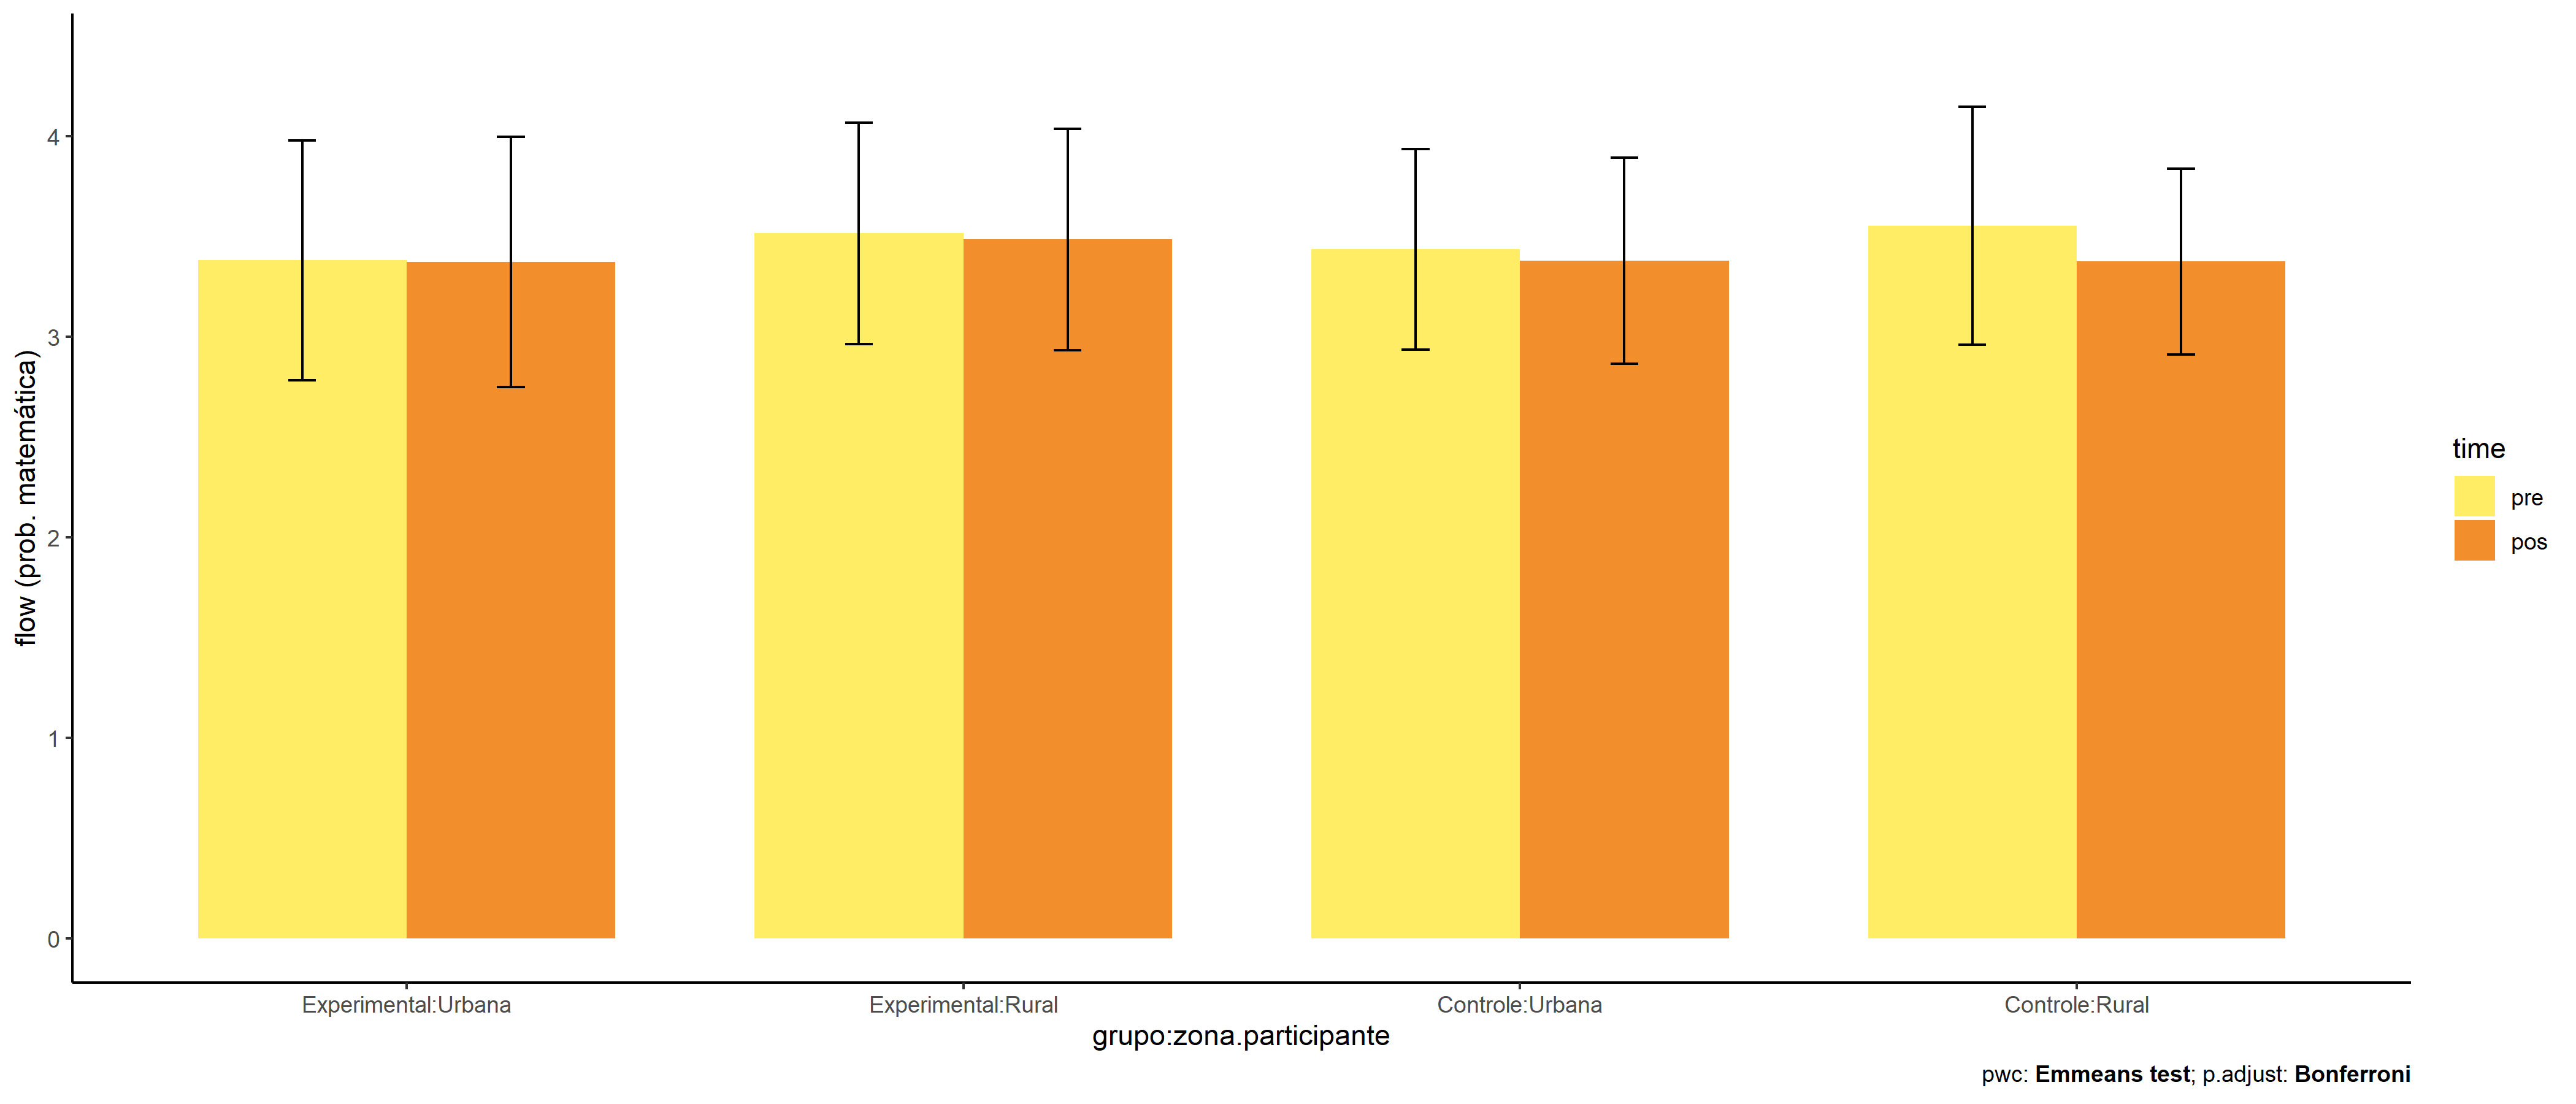 flow (prob. matemática)
4
3
2
1
0
Experimental:Urbana
Experimental:Rural
Controle:Urbana
Controle:Rural
grupo:zona.participante
time
pre
pos
pwc: Emmeans test; p.adjust: Bonferroni